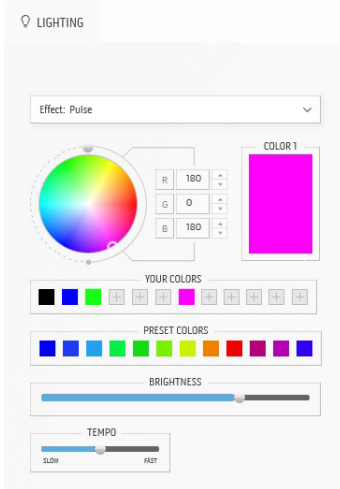 LIGHTING
Effect: Pulse
COLOR 1
R 180
G 0
B 180
YOUR COLORS
PRESET COLORS
BRIGHTNESS
TEMPO
SLOW FAST